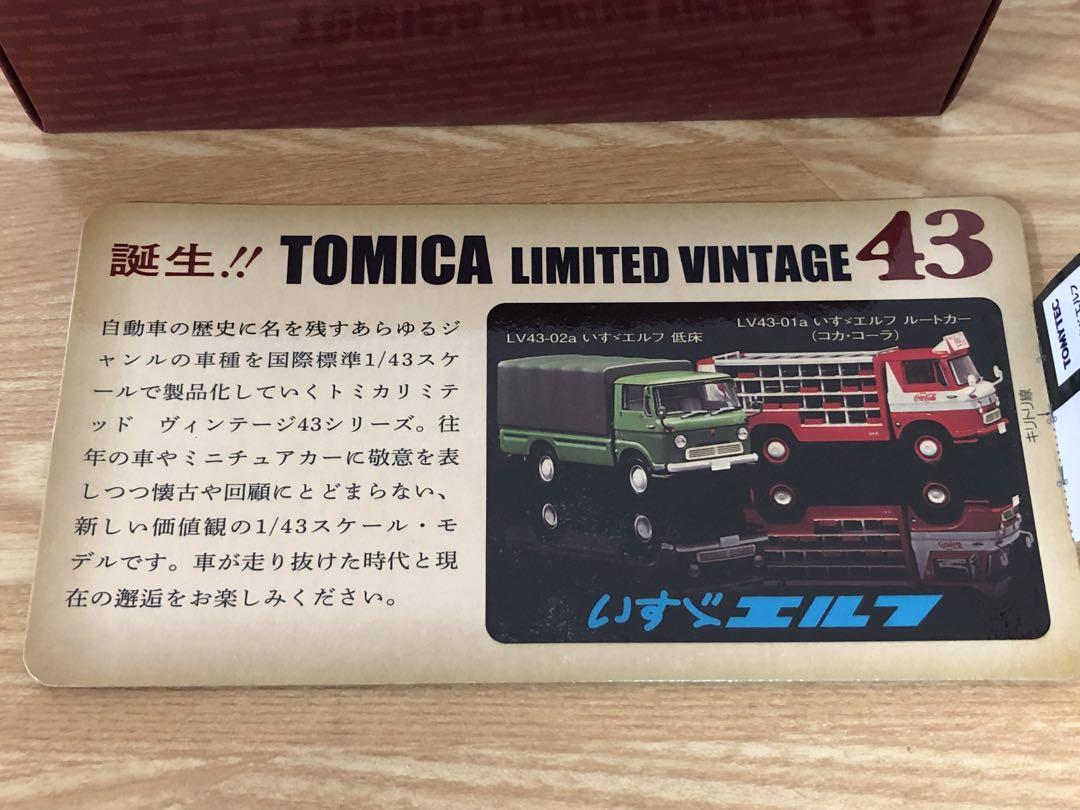 誕生!! TOMICA LIMITED VINTAGE 43
自動車の歴史に名を残すあらゆるジ
ャンルの車種を国際標準1/43スケ
ールで製品化していくトミカリミテ
ッド ヴィンテージ43シリーズ。往
年の車やミニチュアカーに敬意を表
しつつ懐古や回顧にとどまらない、
新しい価値観の1/43スケール・モ
デルです。車が走り抜けた時代と現
在の邂逅をお楽しみください。
LV43-02a いすゞエルフ 低床
LV43-01a いすゞエルフ ルートカー
(コカ・コーラ)
Coca-Cola
いすゞエルフ
キリトリ線
TOMYTEC